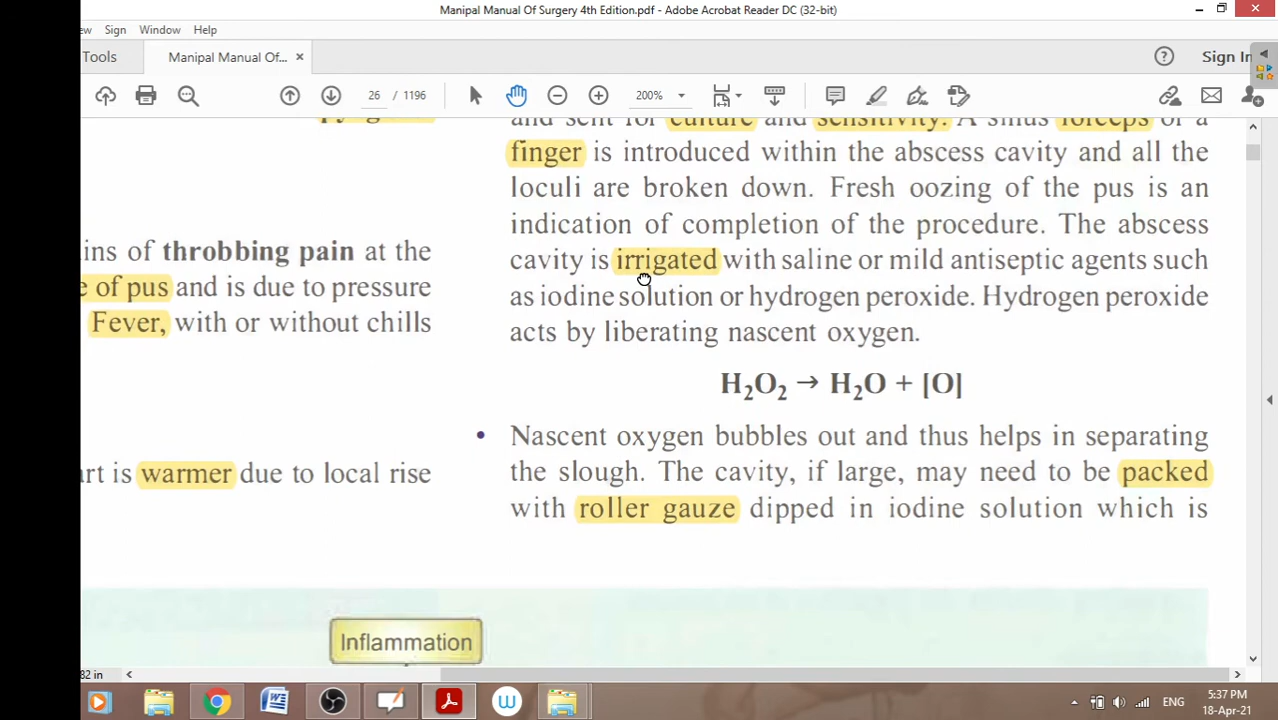 Manipal Manual Of Surgery 4th Edition.pdf - Adobe Acrobat Reader DC (32-bit)
ew Sign Window Help
Tools
Manipal Manual Of... ×
Sign In
26 / 1196
200%
and sent for culture and sensitivity. A sinus forceps or a
finger is introduced within the abscess cavity and all the
loculi are broken down. Fresh oozing of the pus is an
indication of completion of the procedure. The abscess
cavity is irrigated with saline or mild antiseptic agents such
as iodine solution or hydrogen peroxide. Hydrogen peroxide
acts by liberating nascent oxygen.
H₂O₂ → H₂O + [O]
• Nascent oxygen bubbles out and thus helps in separating
the slough. The cavity, if large, may need to be packed
with roller gauze dipped in iodine solution which is
ins of throbbing pain at the
e of pus and is due to pressure
Fever, with or without chills
art is warmer due to local rise
Inflammation
82 in
ENG
5:37 PM
18-Apr-21